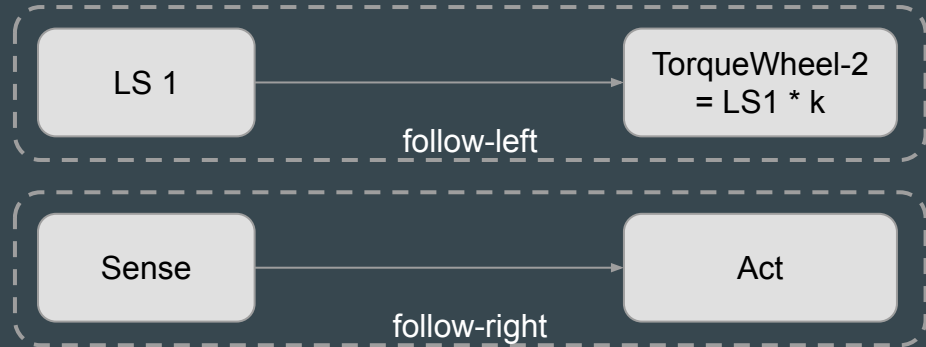 LS 1
TorqueWheel-2
= LS1 * k
follow-left
Sense
Act
follow-right